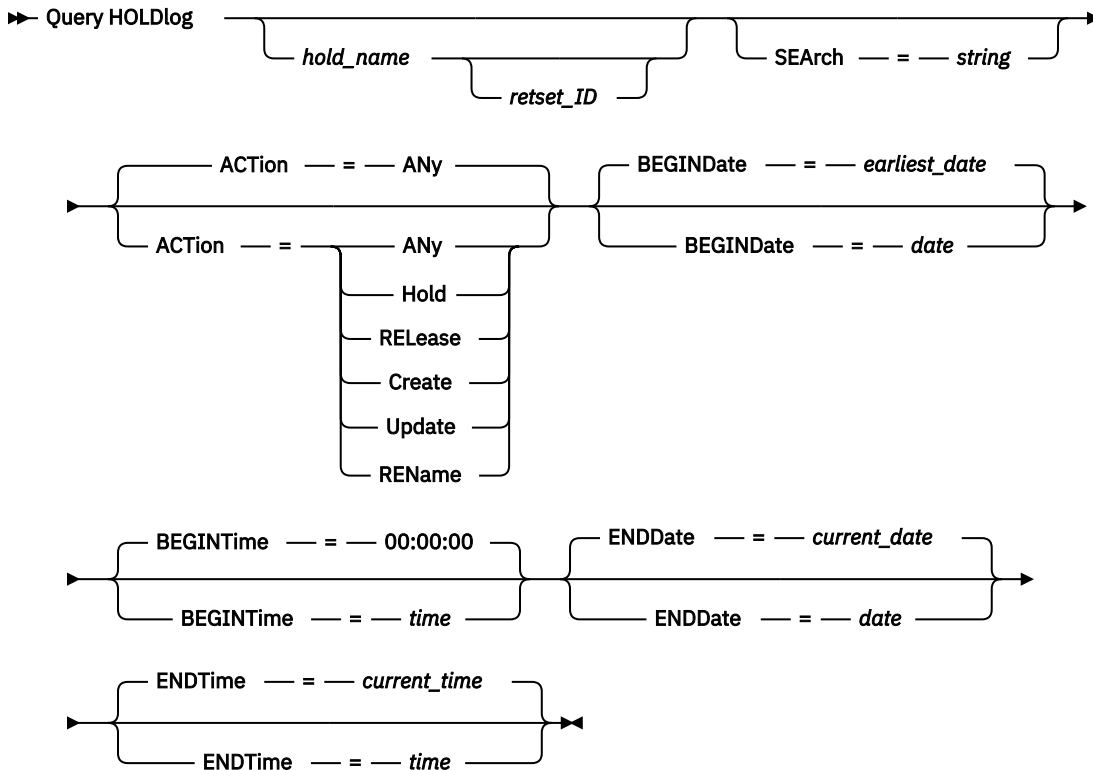 Query HOLDlog
hold_name
retset_ID
SEArch = string
ACTion = ANy
ACTion = ANy
Hold
RELease
Create
Update
REName
BEGINDate = earliest_date
BEGINDate = date
BEGINTime = 00:00:00
BEGINTime = time
ENDDate = current_date
ENDDate = date
ENDTime = current_time
ENDTime = time